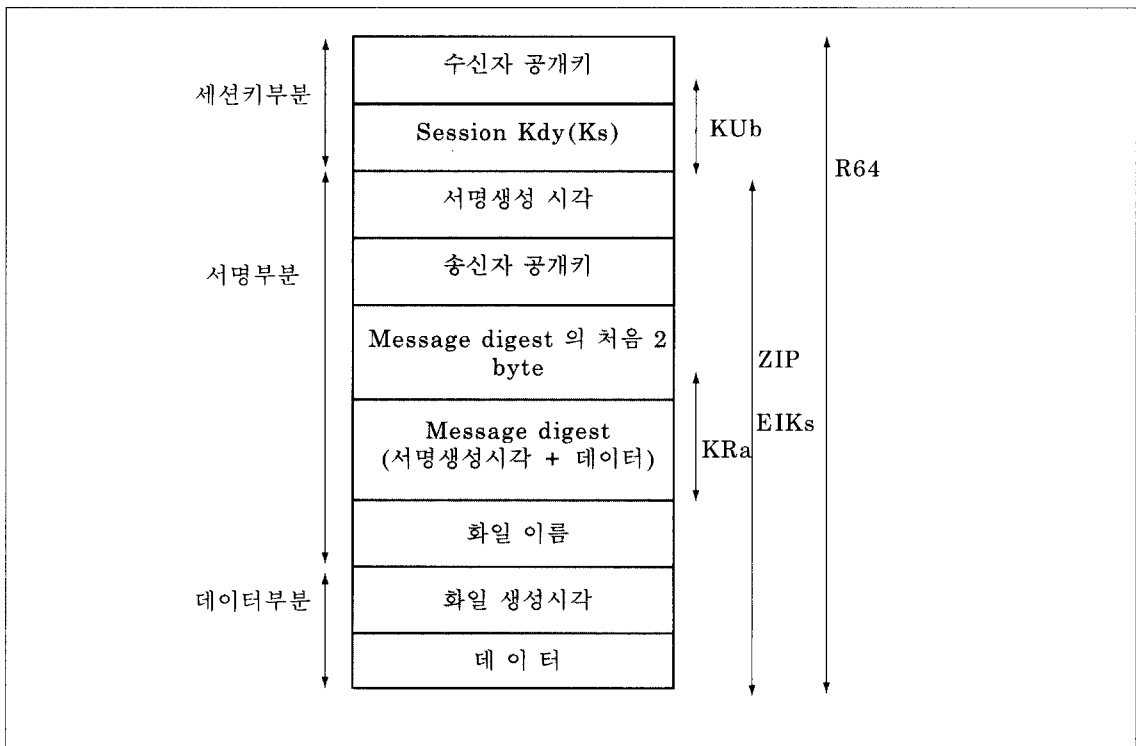 수신자 공개키
세션키부분
KUb
Session Kdy(Ks)
R64
서명생성 시각
송신자 공개키
서명부분
Message digest 의 처음 2
byte
ZIP
EIKs
Message digest
(서명생성시각 + 데이터)
KRa
화일 이름
데이터부분
화일 생성시각
데 이 터